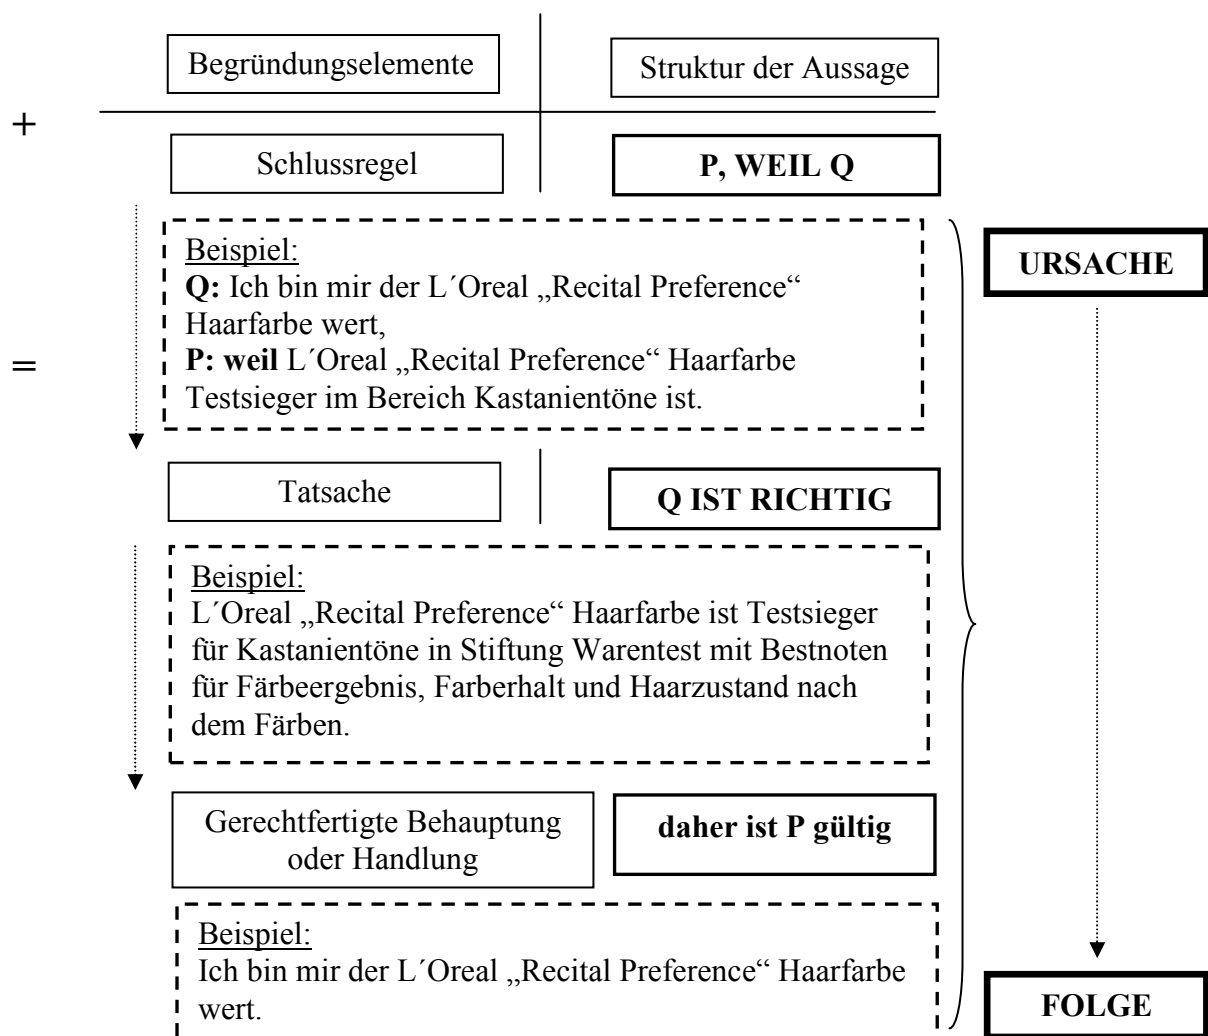 Begründungselemente
Struktur der Aussage
+
Schlussregel
P, WEIL Q
Beispiel:
Q: Ich bin mir der L´Oreal „Recital Preference“
Haarfarbe wert,
P: weil L´Oreal „Recital Preference“ Haarfarbe
Testsieger im Bereich Kastanientöne ist.
URSACHE
=
Tatsache
Q IST RICHTIG
Beispiel:
L´Oreal „Recital Preference“ Haarfarbe ist Testsieger
für Kastanientöne in Stiftung Warentest mit Bestnoten
für Färbeergebnis, Farberhalt und Haarzustand nach
dem Färben.
Gerechtfertigte Behauptung
oder Handlung
daher ist P gültig
Beispiel:
Ich bin mir der L´Oreal „Recital Preference“ Haarfarbe
wert.
FOLGE